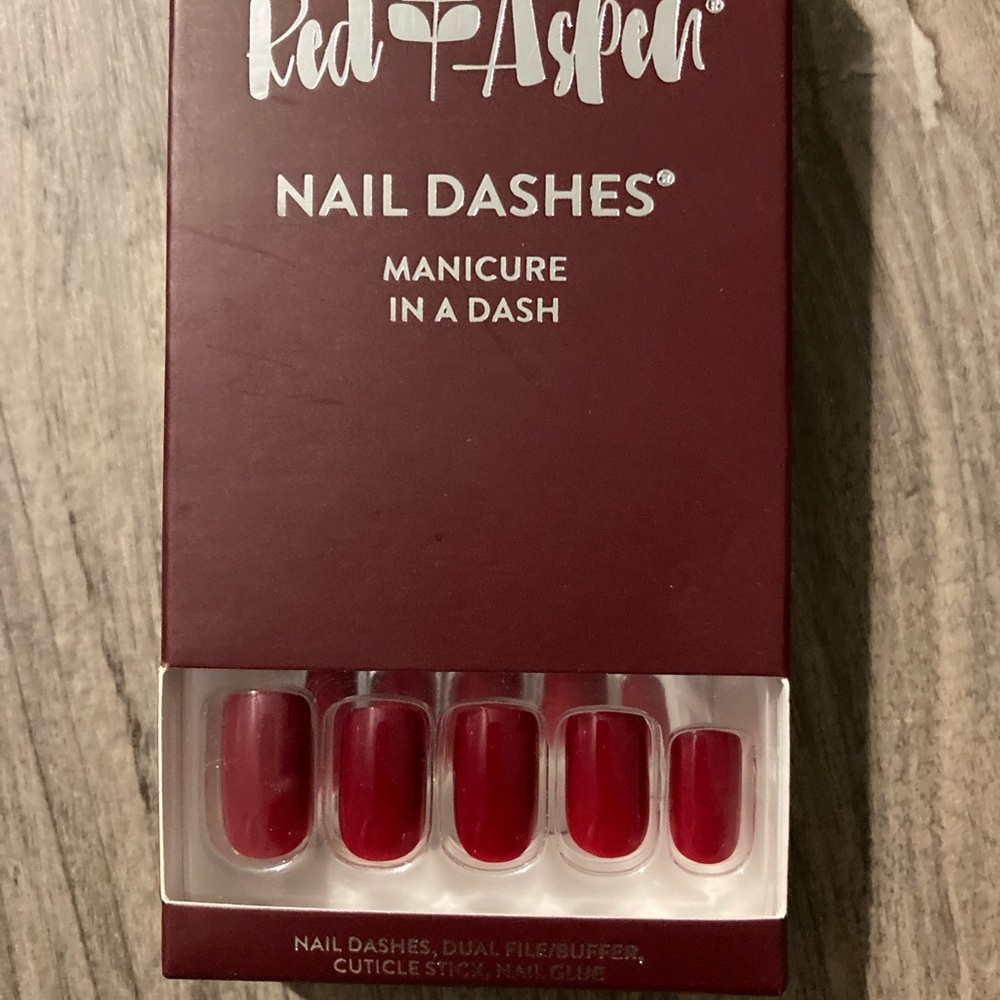 Red Aspen®
NAIL DASHES®
MANICURE
IN A DASH
NAIL DASHES, DUAL FILE/BUFFER,
CUTICLE STICK, NAIL GLUE